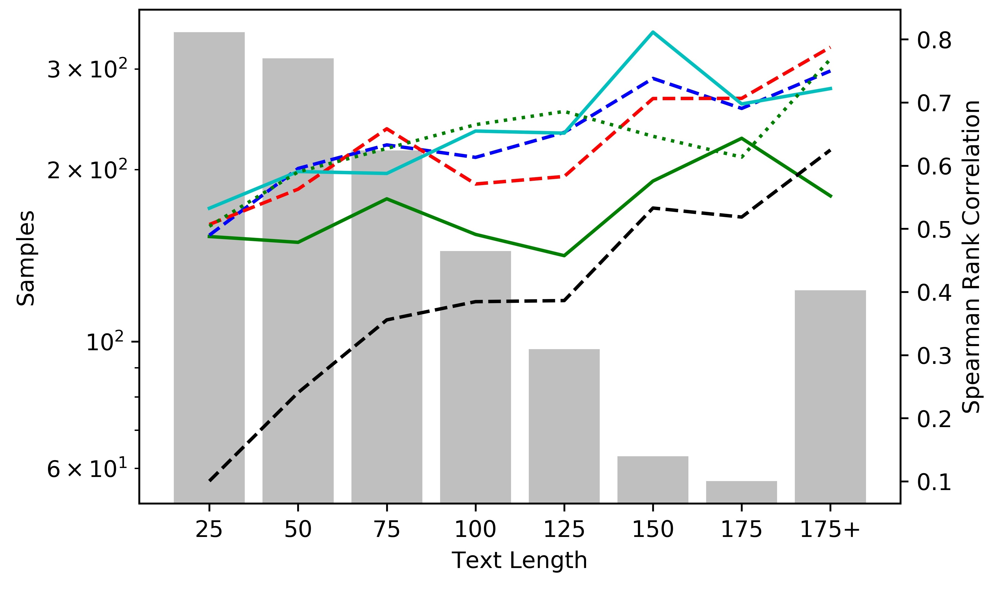 3 × 10²
2 × 10²
10²
6 × 10¹
Samples
0.8
0.7
0.6
0.5
0.4
0.3
0.2
0.1
Spearman Rank Correlation
25 50 75 100 125 150 175 175+
Text Length